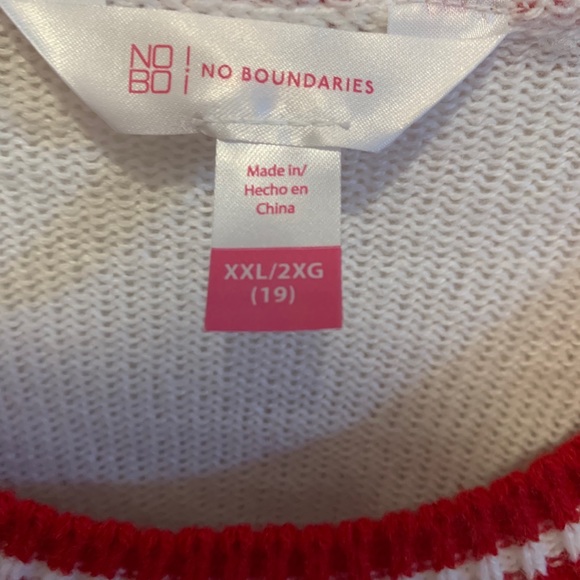 NO
BO
NO BOUNDARIES
Made in/
Hecho en
China
XXL/2XG
(19)